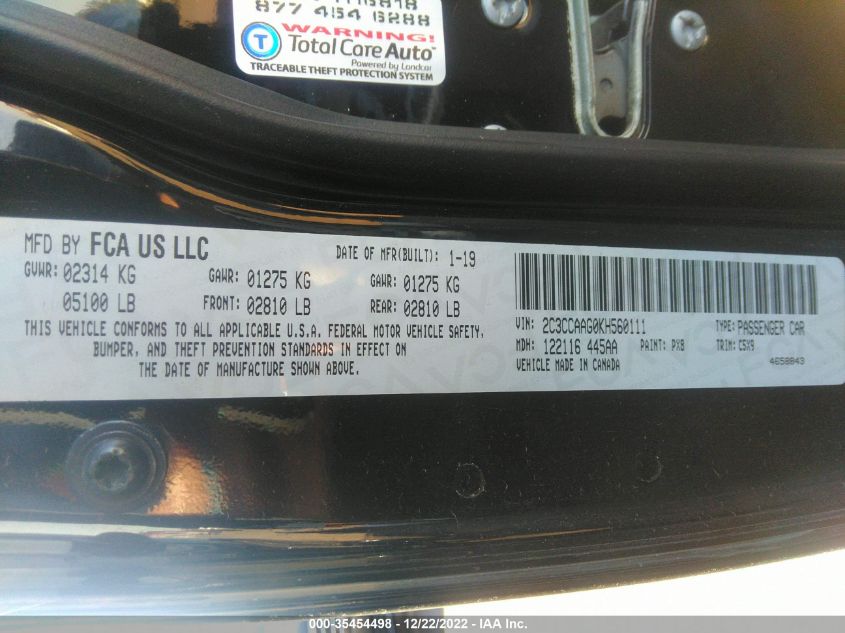 877 454 6288
WARNING!
T Total Care Auto
Powered by Landcar
TRACEABLE THEFT PROTECTION SYSTEM
MFD BY FCA US LLC
DATE OF MFR(BUILT): 1-19
GVWR: 02314 KG GAWR: 01275 KG GAWR: 01275 KG
05100 LB FRONT: 02810 LB REAR: 02810 LB
THIS VEHICLE CONFORMS TO ALL APPLICABLE U.S.A. FEDERAL MOTOR VEHICLE SAFETY,
BUMPER, AND THEFT PREVENTION STANDARDS IN EFFECT ON
THE DATE OF MANUFACTURE SHOWN ABOVE.
VIN: 2C3CCAAG0KH560111 TYPE: PASSENGER CAR
MDH: 122116 445AA PAINT: PX8 TRIM: C5X9
VEHICLE MADE IN CANADA 4658843
000-35454498 - 12/22/2022 - IAA Inc.